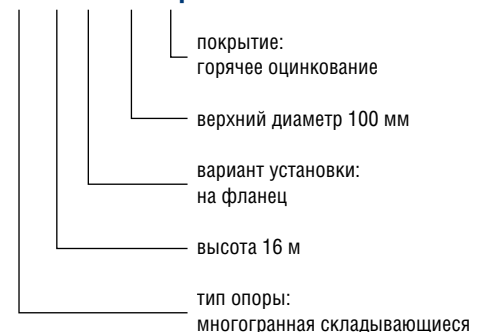 покрытие:
горячее оцинкование
верхний диаметр 100 мм
вариант установки:
на фланец
высота 16 м
тип опоры:
многогранная складывающиеся